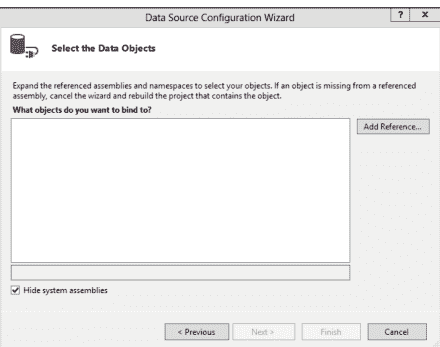 Data Source Configuration Wizard
? x
Select the Data Objects
Expand the referenced assemblies and namespaces to select your objects. If an object is missing from a referenced
assembly, cancel the wizard and rebuild the project that contains the object.
What objects do you want to bind to?
Add Reference...
Hide system assemblies
< Previous Next > Finish Cancel